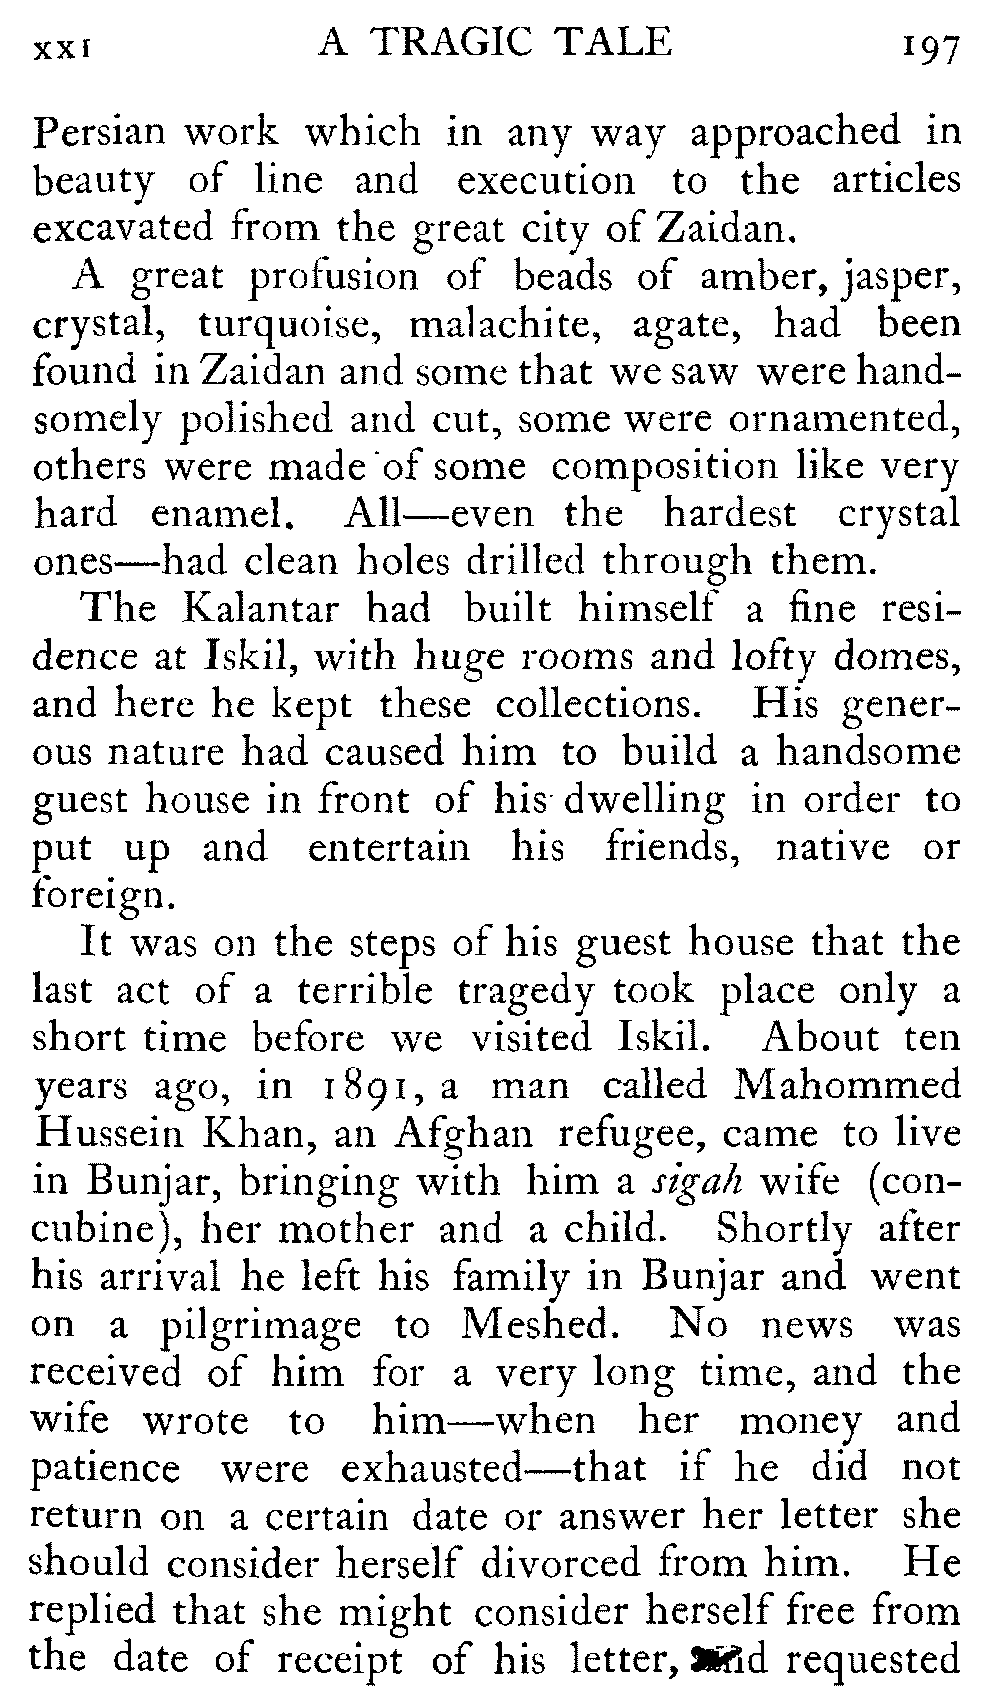 xxi A TRAGIC TALE 197
Persian work which in any way approached in
beauty of line and execution to the articles
excavated from the great city of Zaidan.
A great profusion of beads of amber, jasper,
crystal, turquoise, malachite, agate, had been
found in Zaidan and some that we saw were hand-
somely polished and cut, some were ornamented,
others were made of some composition like very
hard enamel. All—even the hardest crystal
ones—had clean holes drilled through them.
The Kalantar had built himself a fine resi-
dence at Iskil, with huge rooms and lofty domes,
and here he kept these collections. His gener-
ous nature had caused him to build a handsome
guest house in front of his dwelling in order to
put up and entertain his friends, native or
foreign.
It was on the steps of his guest house that the
last act of a terrible tragedy took place only a
short time before we visited Iskil. About ten
years ago, in 1891, a man called Mahommed
Hussein Khan, an Afghan refugee, came to live
in Bunjar, bringing with him a sigah wife (con-
cubine), her mother and a child. Shortly after
his arrival he left his family in Bunjar and went
on a pilgrimage to Meshed. No news was
received of him for a very long time, and the
wife wrote to him—when her money and
patience were exhausted—that if he did not
return on a certain date or answer her letter she
should consider herself divorced from him. He
replied that she might consider herself free from
the date of receipt of his letter, and requested